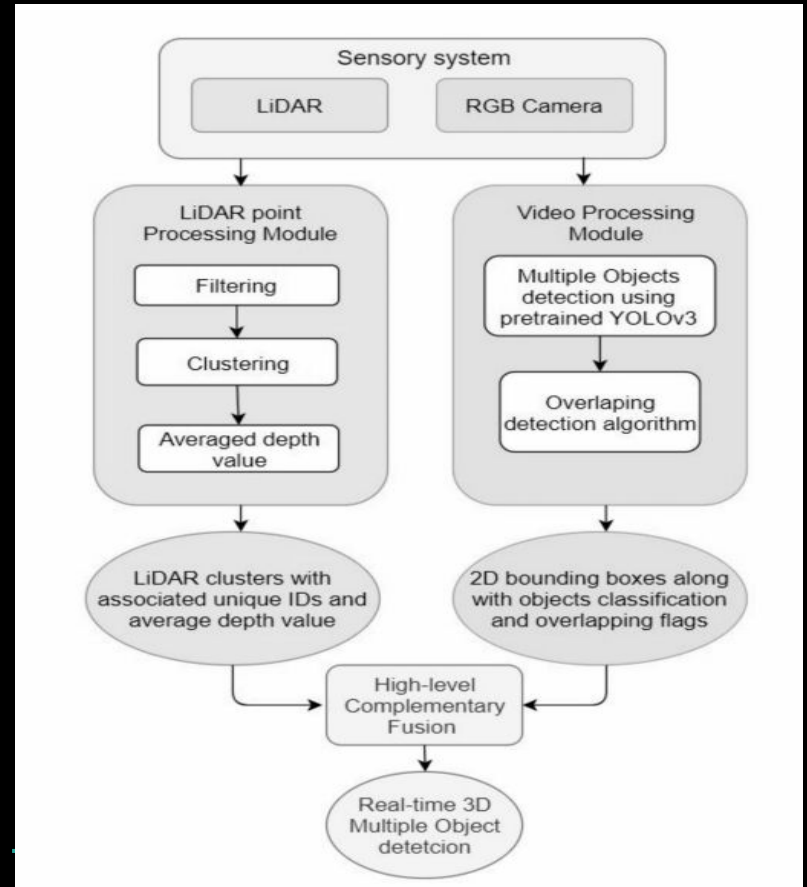 Sensory system
LiDAR
RGB Camera
LiDAR point
Processing Module
Filtering
Clustering
Averaged depth
value
Video Processing
Module
Multiple Objects
detection using
pretrained YOLOv3
Overlaping
detection algorithm
LiDAR clusters with
associated unique IDs and
average depth value
2D bounding boxes along
with objects classification
and overlapping flags
High-level
Complementary
Fusion
Real-time 3D
Multiple Object
detetcion